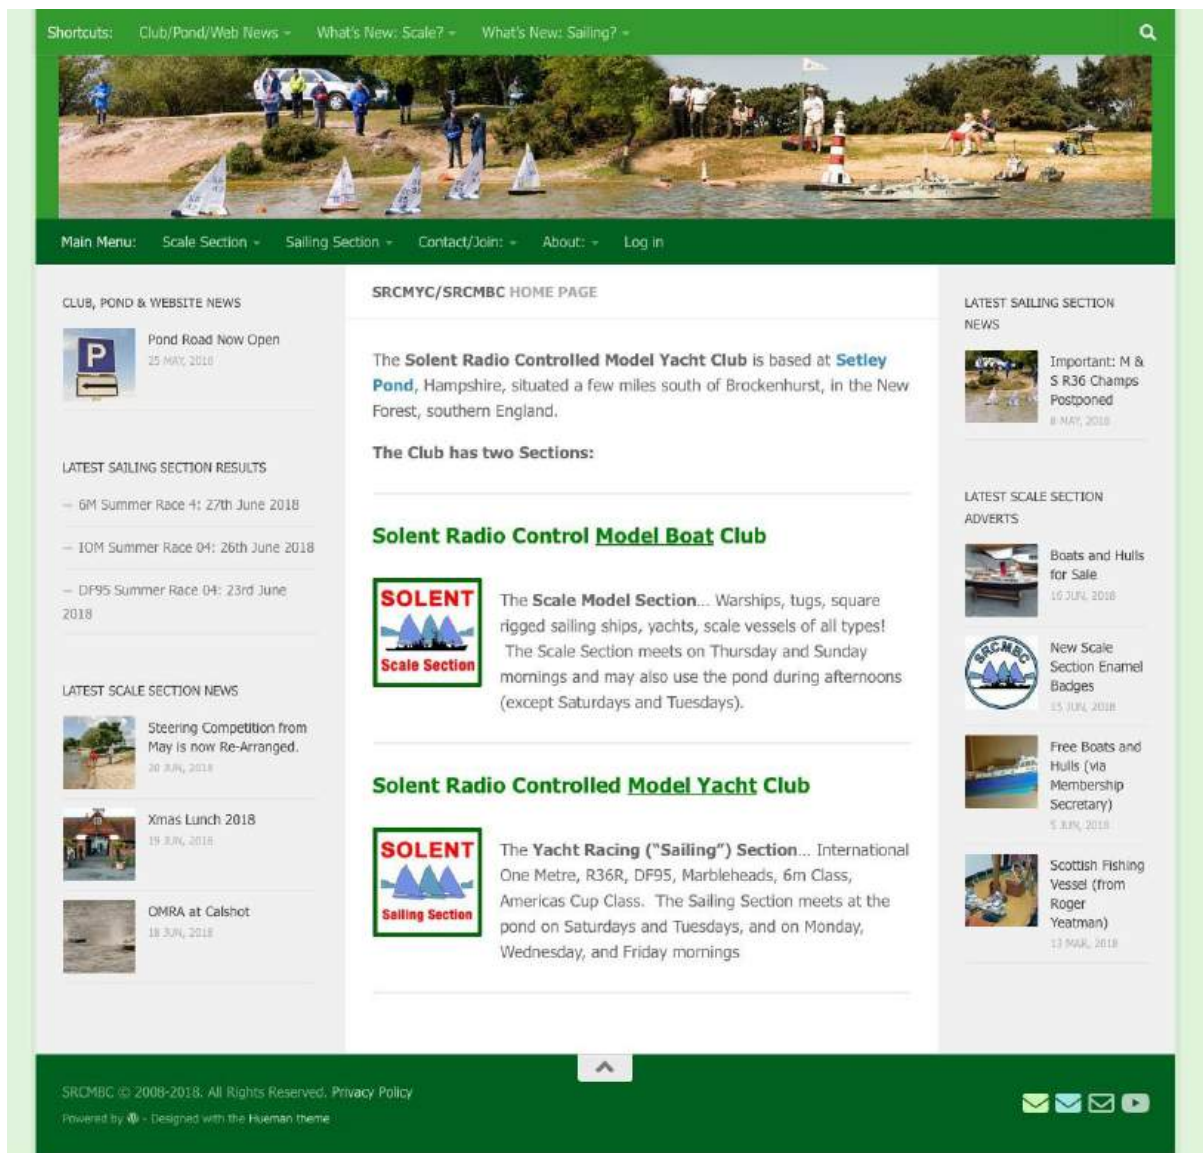 Shortcuts: Club/Pond/Web News What's New: Scale? What's New: Sailing?
Main Menu: Scale Section Sailing Section Contact/Join: About: Log in
CLUB, POND & WEBSITE NEWS
P
Pond Road Now Open
25 MAY, 2018
LATEST SAILING SECTION RESULTS
– 6M Summer Race 4: 27th June 2018
– IOM Summer Race 04: 26th June 2018
– DF95 Summer Race 04: 23rd June
2018
LATEST SCALE SECTION NEWS
Steering Competition from
May is now Re-Arranged.
20 JUN, 2018
Xmas Lunch 2018
19 JUN, 2018
OMRA at Calshot
18 JUN, 2018
SRCMYC/SRCMBC HOME PAGE
The Solent Radio Controlled Model Yacht Club is based at Setley
Pond, Hampshire, situated a few miles south of Brockenhurst, in the New
Forest, southern England.
The Club has two Sections:
Solent Radio Control Model Boat Club
SOLENT
Scale Section
The Scale Model Section... Warships, tugs, square
rigged sailing ships, yachts, scale vessels of all types!
The Scale Section meets on Thursday and Sunday
mornings and may also use the pond during afternoons
(except Saturdays and Tuesdays).
Solent Radio Controlled Model Yacht Club
SOLENT
Sailing Section
The Yacht Racing (“Sailing”) Section... International
One Metre, R36R, DF95, Marbleheads, 6m Class,
Americas Cup Class. The Sailing Section meets at the
pond on Saturdays and Tuesdays, and on Monday,
Wednesday, and Friday mornings
LATEST SAILING SECTION
NEWS
Important: M &
S R36 Champs
Postponed
8 MAY, 2018
LATEST SCALE SECTION
ADVERTS
Boats and Hulls
for Sale
16 JUN, 2018
SRCMBC
New Scale
Section Enamel
Badges
15 JUN, 2018
Free Boats and
Hulls (via
Membership
Secretary)
5 JUN, 2018
Scottish Fishing
Vessel (from
Roger
Yeatman)
13 MAR, 2018
SRCMBC © 2008-2018. All Rights Reserved. Privacy Policy
Powered by - Designed with the Hueman theme